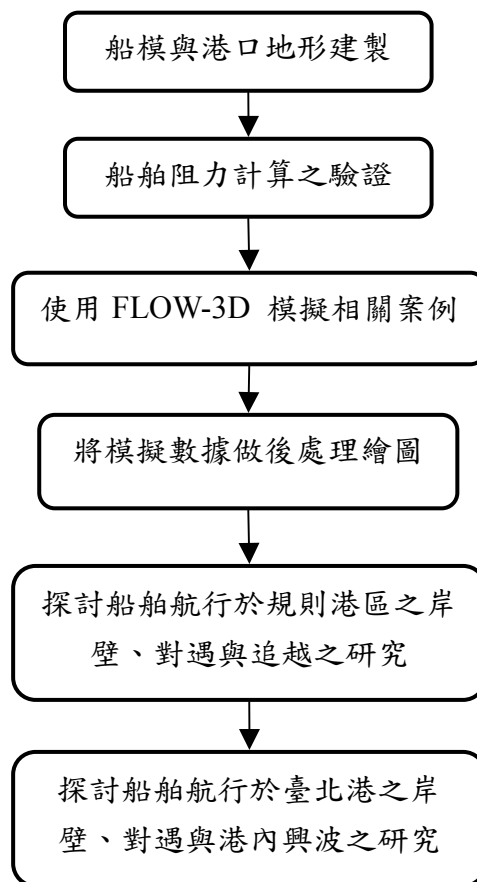 船模與港口地形建製
船舶阻力計算之驗證
使用 FLOW-3D 模擬相關案例
將模擬數據做後處理繪圖
探討船舶航行於規則港區之岸
壁、對遇與追越之研究
探討船舶航行於臺北港之岸
壁、對遇與港內興波之研究